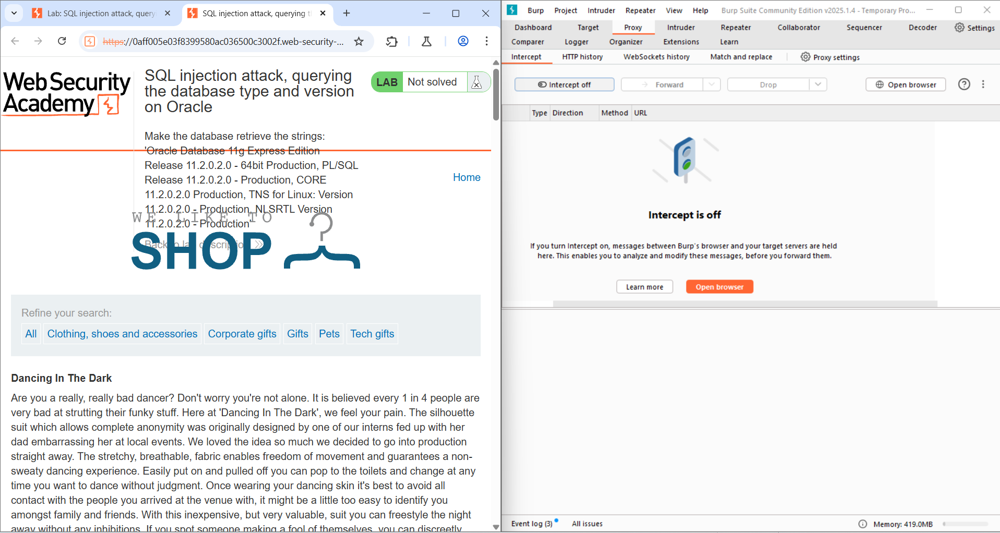 Lab: SQL injection attack, query
SQL injection attack, querying t
https://0aff005e03f8399580ac036500c3002f.web-security-...
Web Security
Academy
SQL injection attack, querying
the database type and version
on Oracle
LAB Not solved
Make the database retrieve the strings:
'Oracle Database 11g Express Edition
Release 11.2.0.2.0 - 64bit Production, PL/SQL
Release 11.2.0.2.0 - Production, CORE
11.2.0.2.0 Production, TNS for Linux: Version
11.2.0.2.0 - Production, NLSRTL Version
11.2.0.2.0 - Production'
Back to lab description
Home
WE LIKE TO
SHOP
Refine your search:
All Clothing, shoes and accessories Corporate gifts Gifts Pets Tech gifts
Dancing In The Dark
Are you a really, really bad dancer? Don't worry you're not alone. It is believed every 1 in 4 people are
very bad at strutting their funky stuff. Here at 'Dancing In The Dark', we feel your pain. The silhouette
suit which allows complete anonymity was originally designed by one of our interns fed up with her
dad embarrassing her at local events. We loved the idea so much we decided to go into production
straight away. The stretchy, breathable, fabric enables freedom of movement and guarantees a non-
sweaty dancing experience. Easily put on and pulled off you can pop to the toilets and change at any
time you want to dance without judgment. Once wearing your dancing skin it's best to avoid all
contact with the people you arrived at the venue with, it might be a little too easy to identify you
amongst family and friends. With this inexpensive, but very valuable, suit you can freestyle the night
away without any inhibitions. If you spot someone making a fool of themselves, you can discreetly
Burp Project Intruder Repeater View Help Burp Suite Community Edition v2025.1.4 - Temporary Pro...
Dashboard Target Proxy Intruder Repeater Collaborator Sequencer Decoder Settings
Comparer Logger Organizer Extensions Learn
Intercept HTTP history WebSockets history Match and replace Proxy settings
Intercept off Forward Drop Open browser
Type Direction Method URL
Intercept is off
If you turn Intercept on, messages between Burp's browser and your target servers are held
here. This enables you to analyze and modify these messages, before you forward them.
Learn more Open browser
Event log (3) All issues Memory: 419.0MB